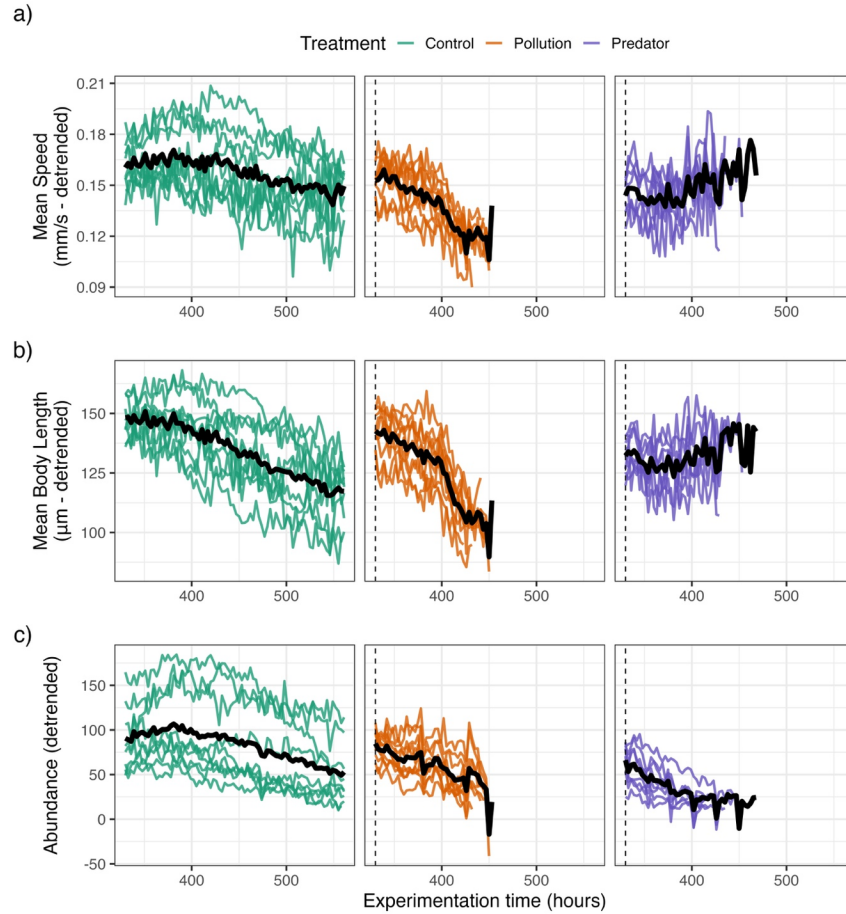 a)
Treatment Control Pollution Predator
Mean Speed
(mm/s - detrended)
0.21
0.18
0.15
0.12
0.09
400 500 400 500 400 500
b)
Mean Body Length
(µm - detrended)
150
125
100
400 500 400 500 400 500
c)
Abundance (detrended)
150
100
50
0
-50
400 500 400 500 400 500
Experimentation time (hours)